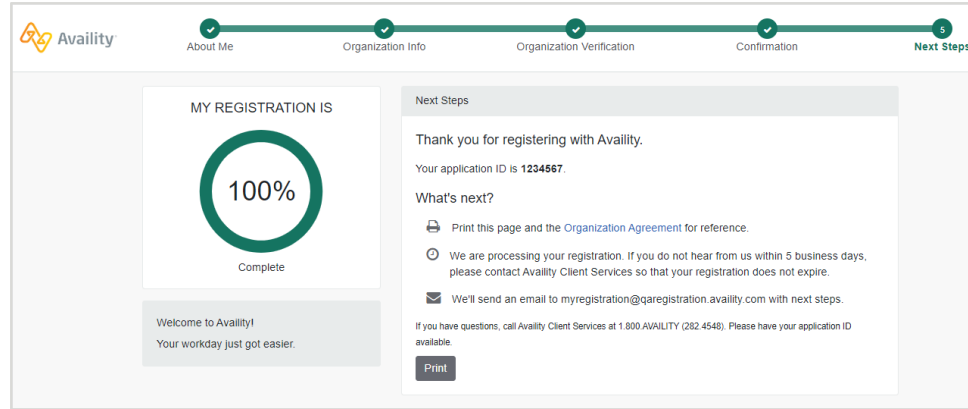 Availity
About Me
Organization Info
Organization Verification
Confirmation
5
Next Steps
MY REGISTRATION IS
100%
Complete
Welcome to Availity!
Your workday just got easier.
Next Steps
Thank you for registering with Availity.
Your application ID is 1234567.
What's next?
Print this page and the Organization Agreement for reference.
We are processing your registration. If you do not hear from us within 5 business days,
please contact Availity Client Services so that your registration does not expire.
We'll send an email to myregistration@qaregistration.availity.com with next steps.
If you have questions, call Availity Client Services at 1.800.AVAILITY (282.4548). Please have your application ID
available.
Print